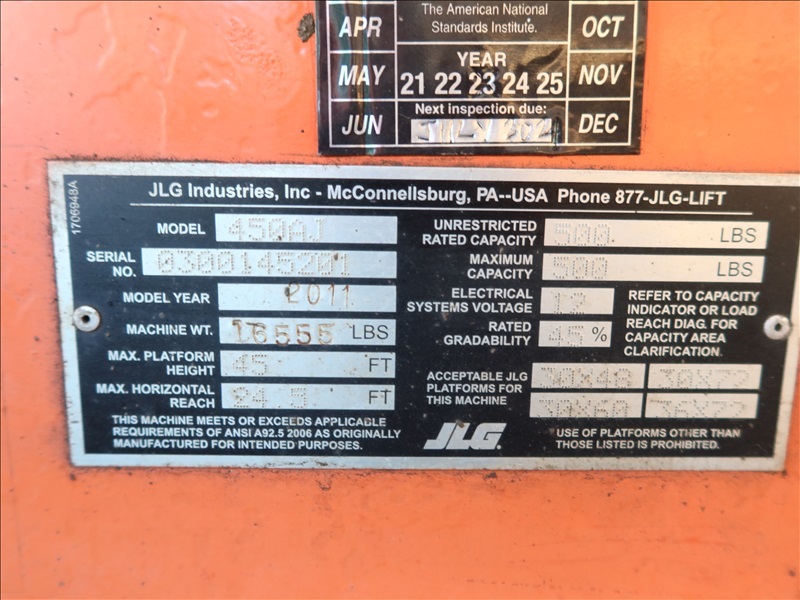 The American National
Standards Institute.
APR
OCT
YEAR
MAY
21 22 23 24 25
NOV
Next inspection due:
JUN
DEC
1706948A
JLG Industries, Inc - McConnellsburg, PA--USA Phone 877-JLG-LIFT
MODEL 450AJ
SERIAL NO. 0300145201
MODEL YEAR 2011
MACHINE WT. 16555 LBS
MAX. PLATFORM HEIGHT 45 FT
MAX. HORIZONTAL REACH 24.5 FT
THIS MACHINE MEETS OR EXCEEDS APPLICABLE
REQUIREMENTS OF ANSI A92.5 2006 AS ORIGINALLY
MANUFACTURED FOR INTENDED PURPOSES.
UNRESTRICTED
RATED CAPACITY 500 LBS
MAXIMUM
CAPACITY 500 LBS
ELECTRICAL
SYSTEMS VOLTAGE 12
RATED
GRADABILITY 45 %
REFER TO CAPACITY
INDICATOR OR LOAD
REACH DIAG. FOR
CAPACITY AREA
CLARIFICATION.
ACCEPTABLE JLG
PLATFORMS FOR
THIS MACHINE
30X48 30X72
30X60 36X72
JLG
USE OF PLATFORMS OTHER THAN
THOSE LISTED IS PROHIBITED.